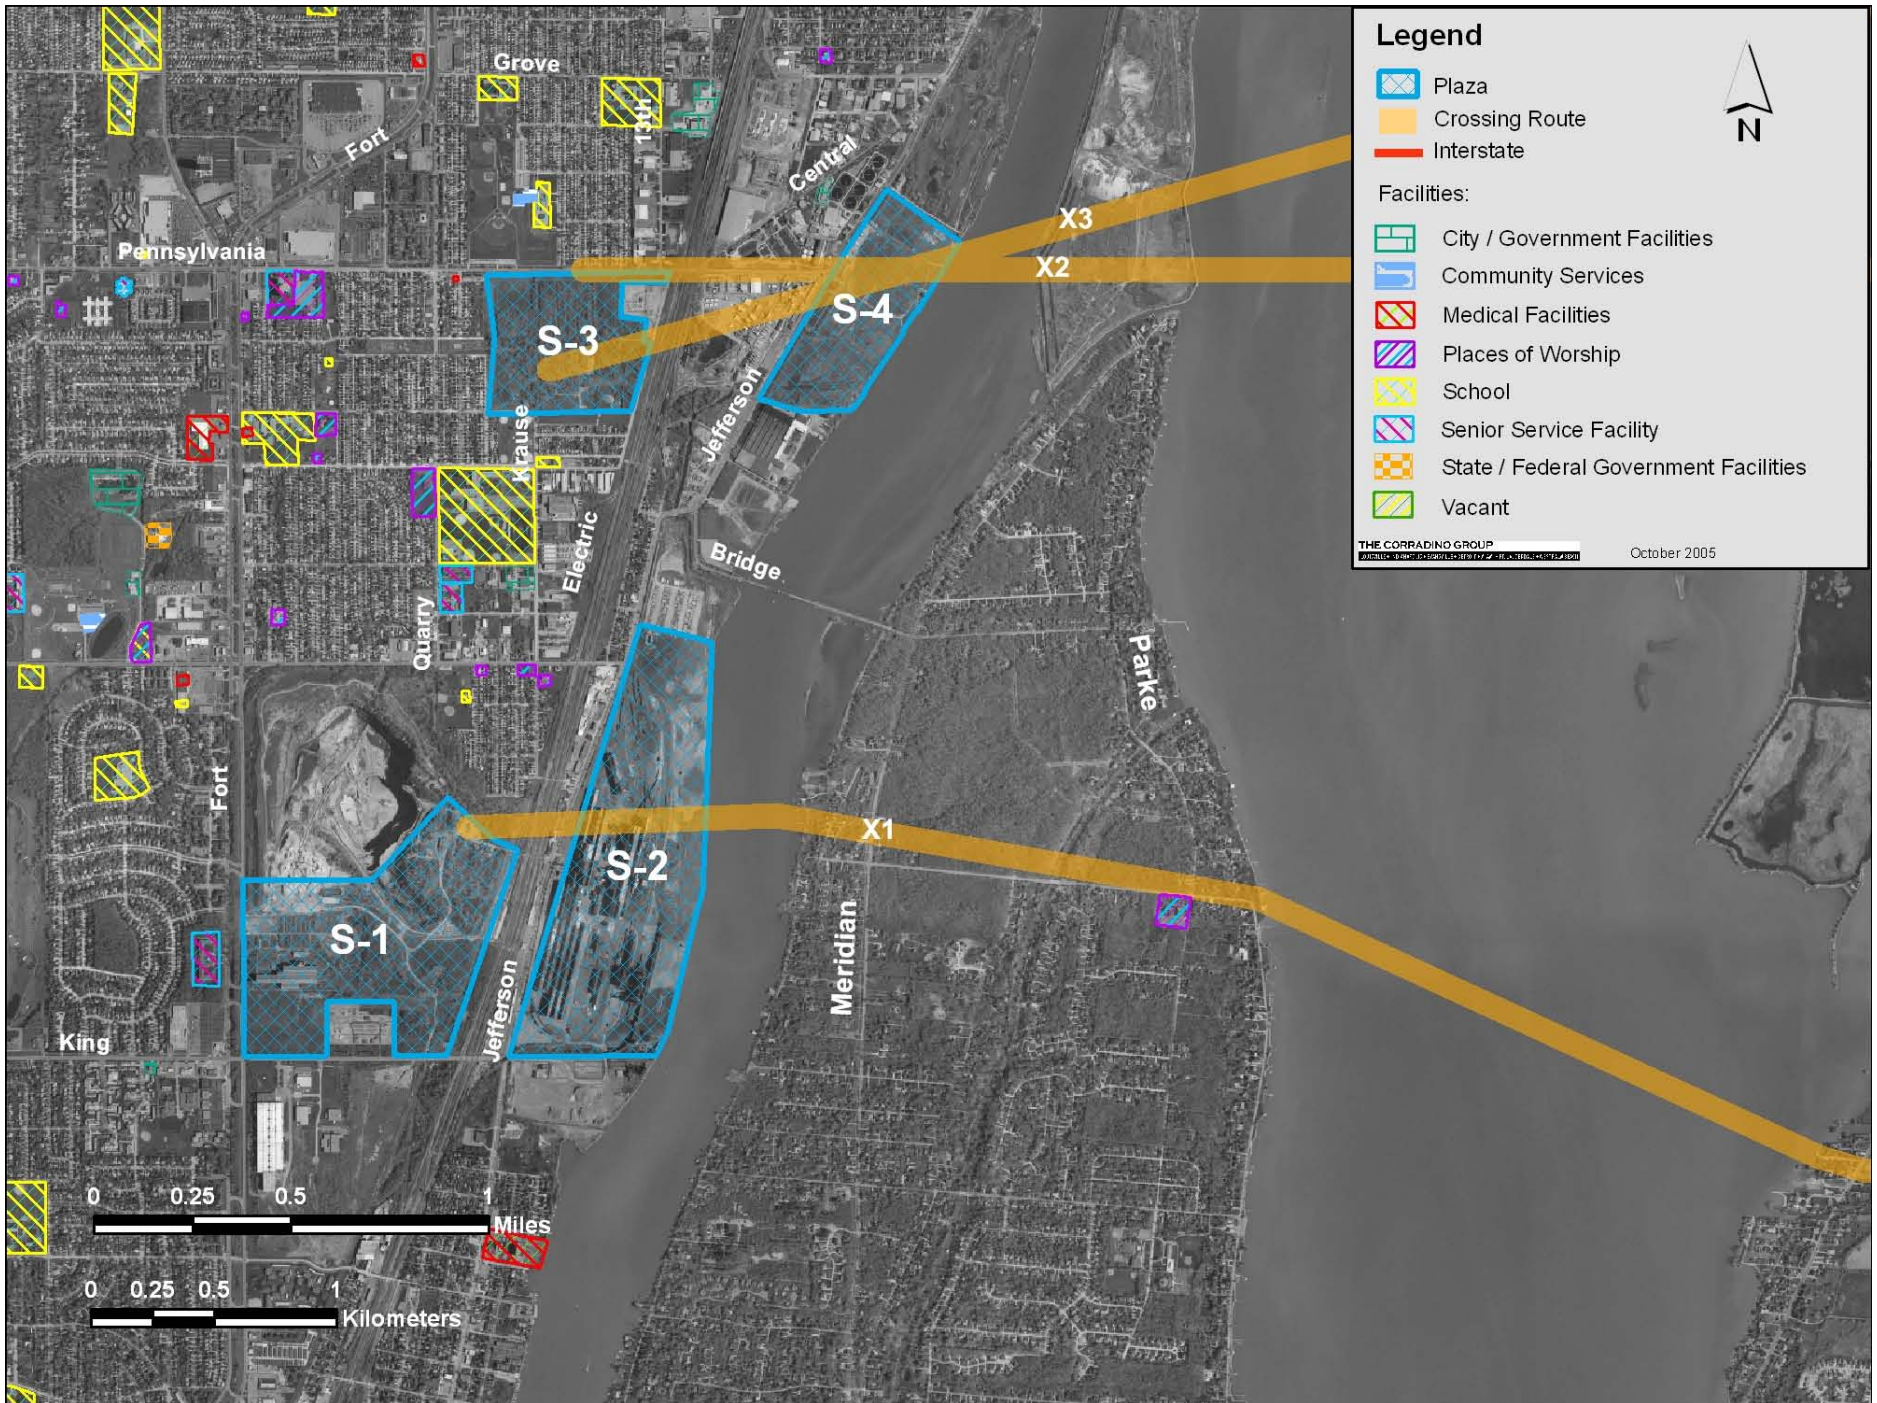 Legend
Plaza
Crossing Route
Interstate
N
Facilities:
City / Government Facilities
Community Services
Medical Facilities
Places of Worship
School
Senior Service Facility
State / Federal Government Facilities
Vacant
THE CORRADINO GROUP
October 2005
Grove
13th
Fort
Central
Pennsylvania
X3
X2
S-4
S-3
Krause
Jefferson
Electric
Bridge
Quarry
Parke
Fort
X1
S-2
S-1
Meridian
Jefferson
King
0 0.25 0.5 1
Miles
0 0.25 0.5 1
Kilometers